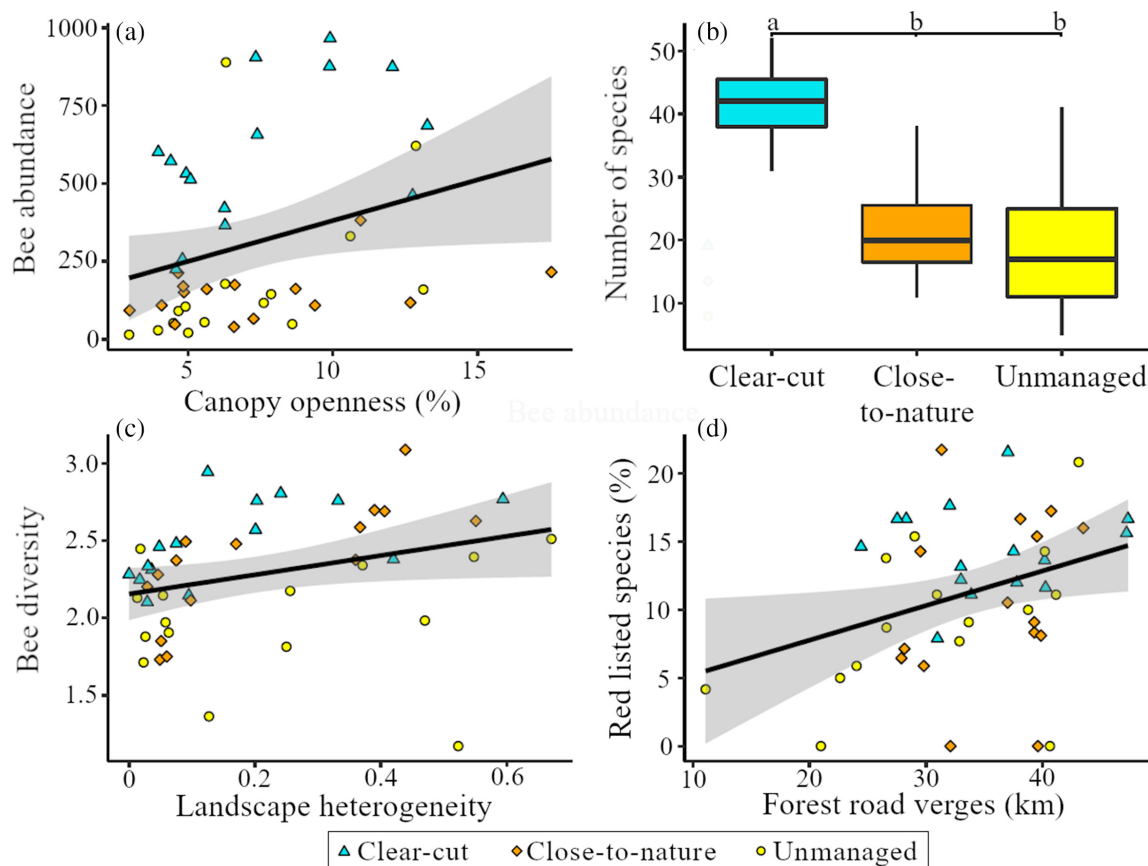 (a)
1000
750
500
250
0
Bee abundance
5 10 15
Canopy openness (%)
(b)
a b b
50
40
30
20
10
Number of species
Clear-cut Close- Unmanaged
to-nature
Bee abundance
(c)
3.0
2.5
2.0
1.5
Bee diversity
0 0.2 0.4 0.6
Landscape heterogeneity
(d)
20
15
10
5
0
Red listed species (%)
10 20 30 40
Forest road verges (km)
Clear-cut Close-to-nature Unmanaged